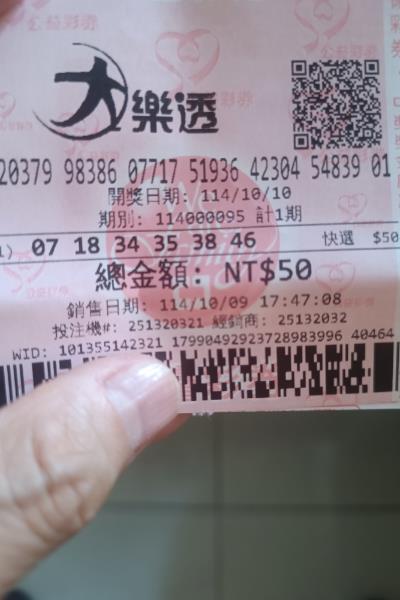 大樂透
20379 98386 07717 51936 42304 54839 01
開獎日期: 114/10/10
期別: 114000095 計1期
1) 07 18 34 35 38 46 快選 $50
總金額: NT$50
銷售日期: 114/10/09 17:47:08
投注機#: 251320321 經銷商: 25132032
WID: 101355142321 17990492923728983996 40464